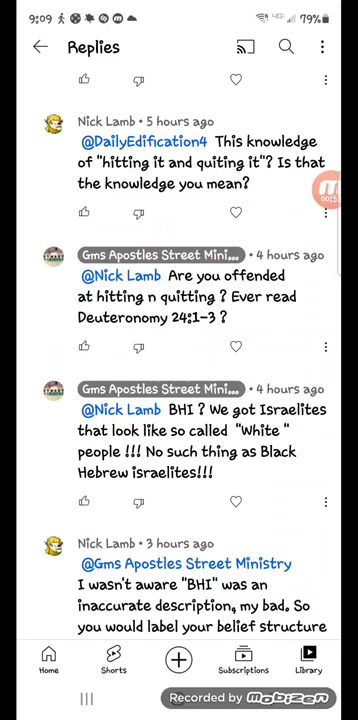 9:09
79%
Replies
Nick Lamb • 5 hours ago
@DailyEdification4 This knowledge
of "hitting it and quiting it"? Is that
the knowledge you mean?
Gms Apostles Street Mini... • 4 hours ago
@Nick Lamb Are you offended
at hitting n quitting ? Ever read
Deuteronomy 24:1-3 ?
Gms Apostles Street Mini... • 4 hours ago
@Nick Lamb BHI ? We got Israelites
that look like so called "White "
people !!! No such thing as Black
Hebrew israelites!!!
Nick Lamb • 3 hours ago
@Gms Apostles Street Ministry
I wasn't aware "BHI" was an
inaccurate description, my bad. So
you would label your belief structure
Home
Shorts
Subscriptions
Library
Recorded by mobizen